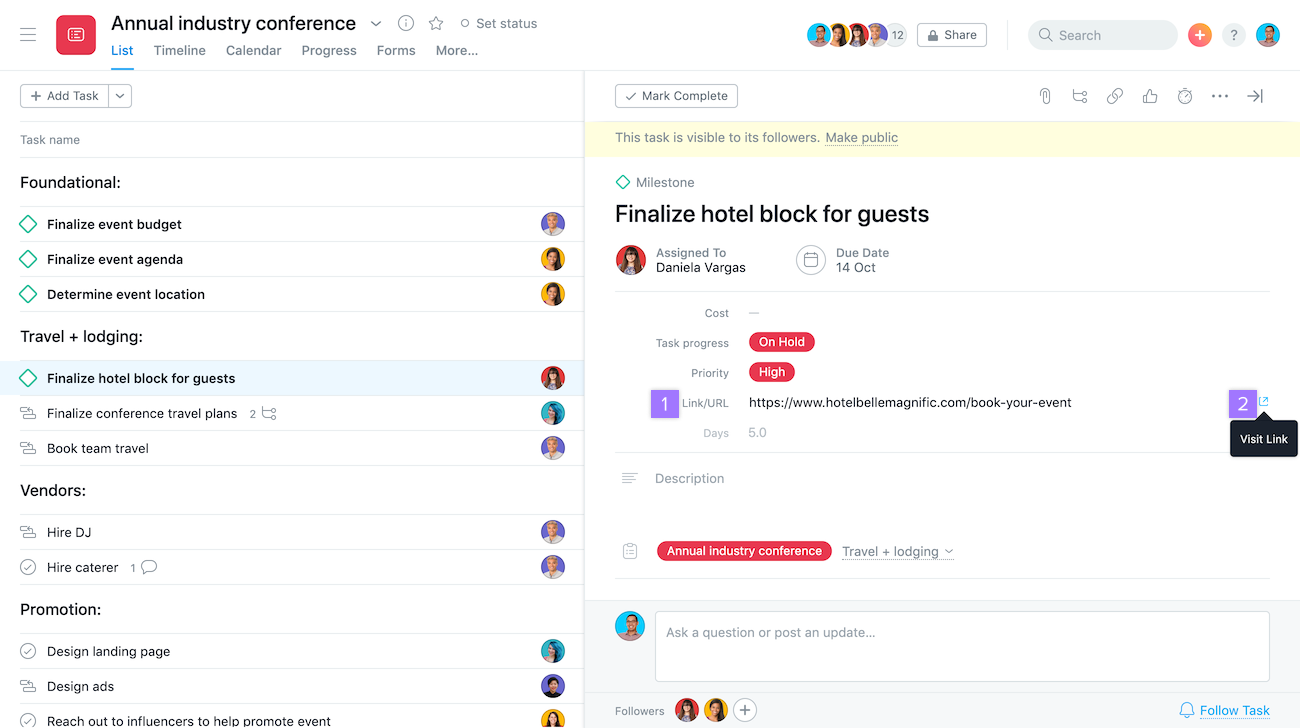 Annual industry conference
Set status
List Timeline Calendar Progress Forms More...
12
Share
Search
+
?
Add Task
Task name
Foundational:
Finalize event budget
Finalize event agenda
Determine event location
Travel + lodging:
Finalize hotel block for guests
Finalize conference travel plans 2
Book team travel
Vendors:
Hire DJ
Hire caterer 1
Promotion:
Design landing page
Design ads
Reach out to influencers to help promote event
Mark Complete
This task is visible to its followers. Make public
Milestone
Finalize hotel block for guests
Assigned To
Daniela Vargas
Due Date
14 Oct
Cost —
Task progress On Hold
Priority High
1 Link/URL https://www.hotelbellemagnific.com/book-your-event 2
Visit Link
Days 5.0
Description
Annual industry conference Travel + lodging
Ask a question or post an update...
Followers
Follow Task